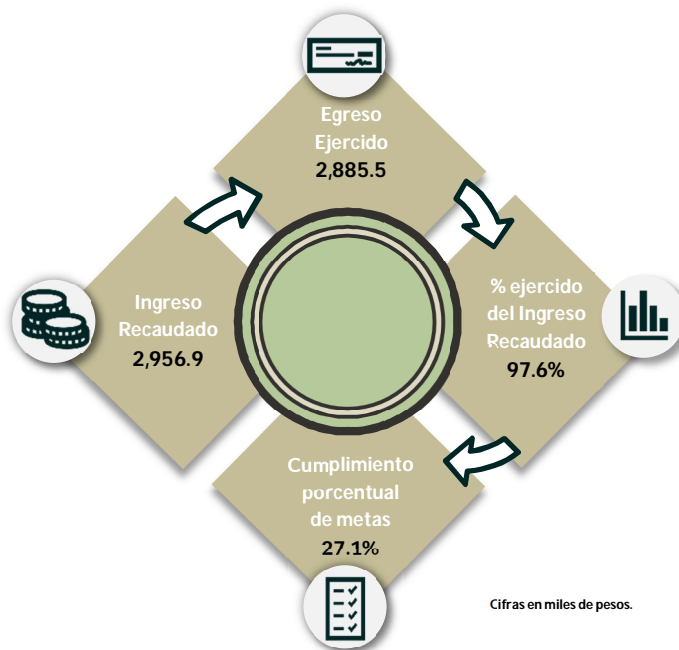 Egreso
Ejercido
2,885.5
Ingreso
Recaudado
2,956.9
% ejercido
del Ingreso
Recaudado
97.6%
Cumplimiento
porcentual
de metas
27.1%
Cifras en miles de pesos.